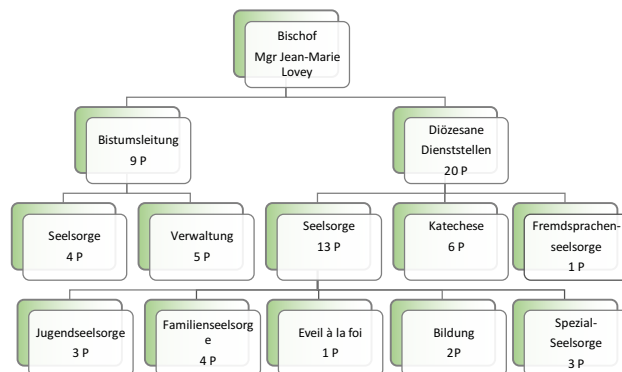 Bischof
Mgr Jean-Marie
Lovey
Bistumsleitung
9 P
Diözesane
Dienststellen
20 P
Seelsorge
4 P
Verwaltung
5 P
Seelsorge
13 P
Katechese
6 P
Fremdsprachen-
seelsorge
1 P
Jugendseelsorge
3 P
Familienseelsorg
e
4 P
Eveil à la foi
1 P
Bildung
2P
Spezial-
Seelsorge
3 P